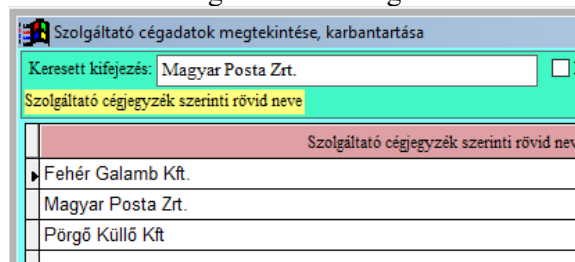 Szolgáltató cégadatok megtekintése, karbantartása
Keresett kifejezés: Magyar Posta Zrt.
Szolgáltató cégjegyzék szerinti rövid neve
Szolgáltató cégjegyzék szerinti rövid nev
Fehér Galamb Kft.
Magyar Posta Zrt.
Pörgő Küllő Kft